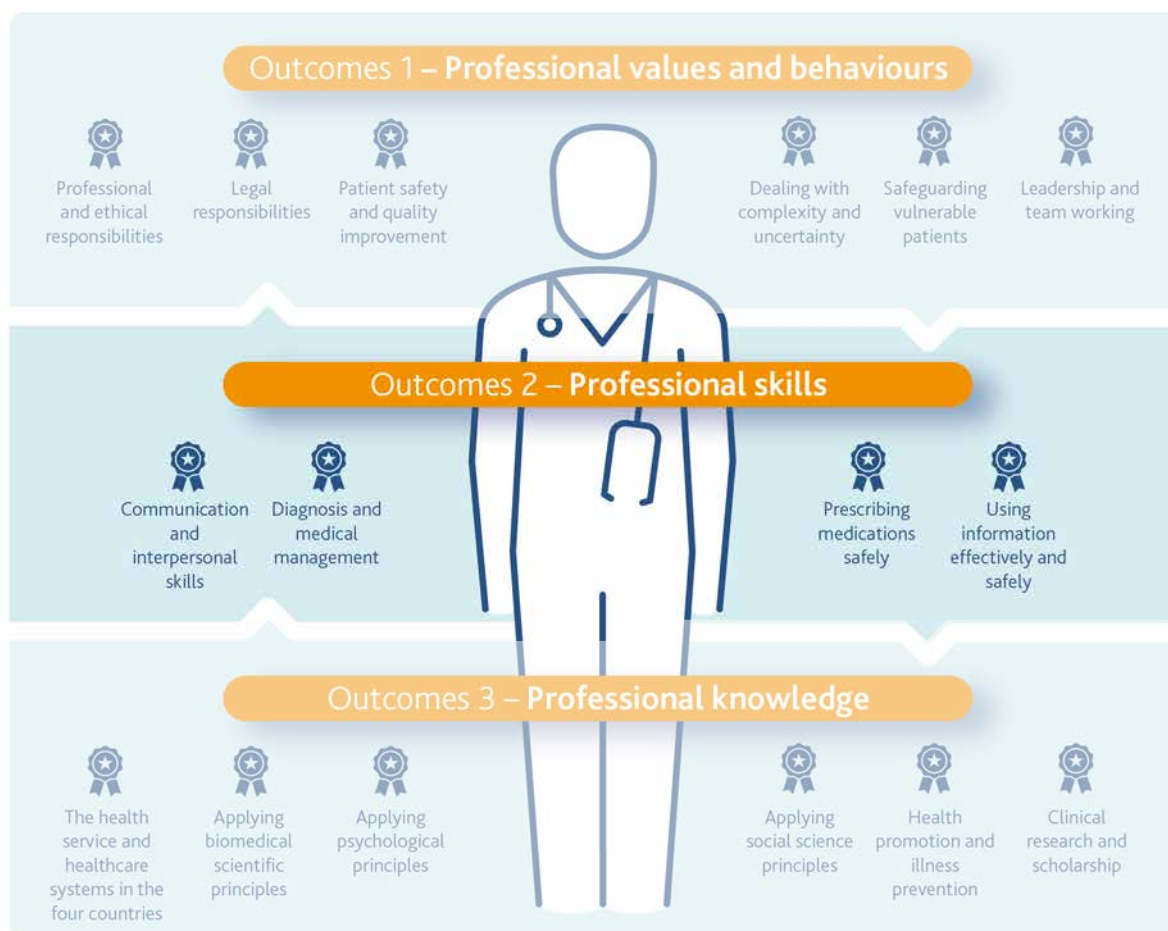 Outcomes 1 – Professional values and behaviours
Professional
and ethical
responsibilities
Legal
responsibilities
Patient safety
and quality
improvement
Dealing with
complexity and
uncertainty
Safeguarding
vulnerable
patients
Leadership and
team working
Outcomes 2 – Professional skills
Communication
and
interpersonal
skills
Diagnosis and
medical
management
Prescribing
medications
safely
Using
information
effectively and
safely
Outcomes 3 – Professional knowledge
The health
service and
healthcare
systems in the
four countries
Applying
biomedical
scientific
principles
Applying
psychological
principles
Applying
social science
principles
Health
promotion and
illness
prevention
Clinical
research and
scholarship